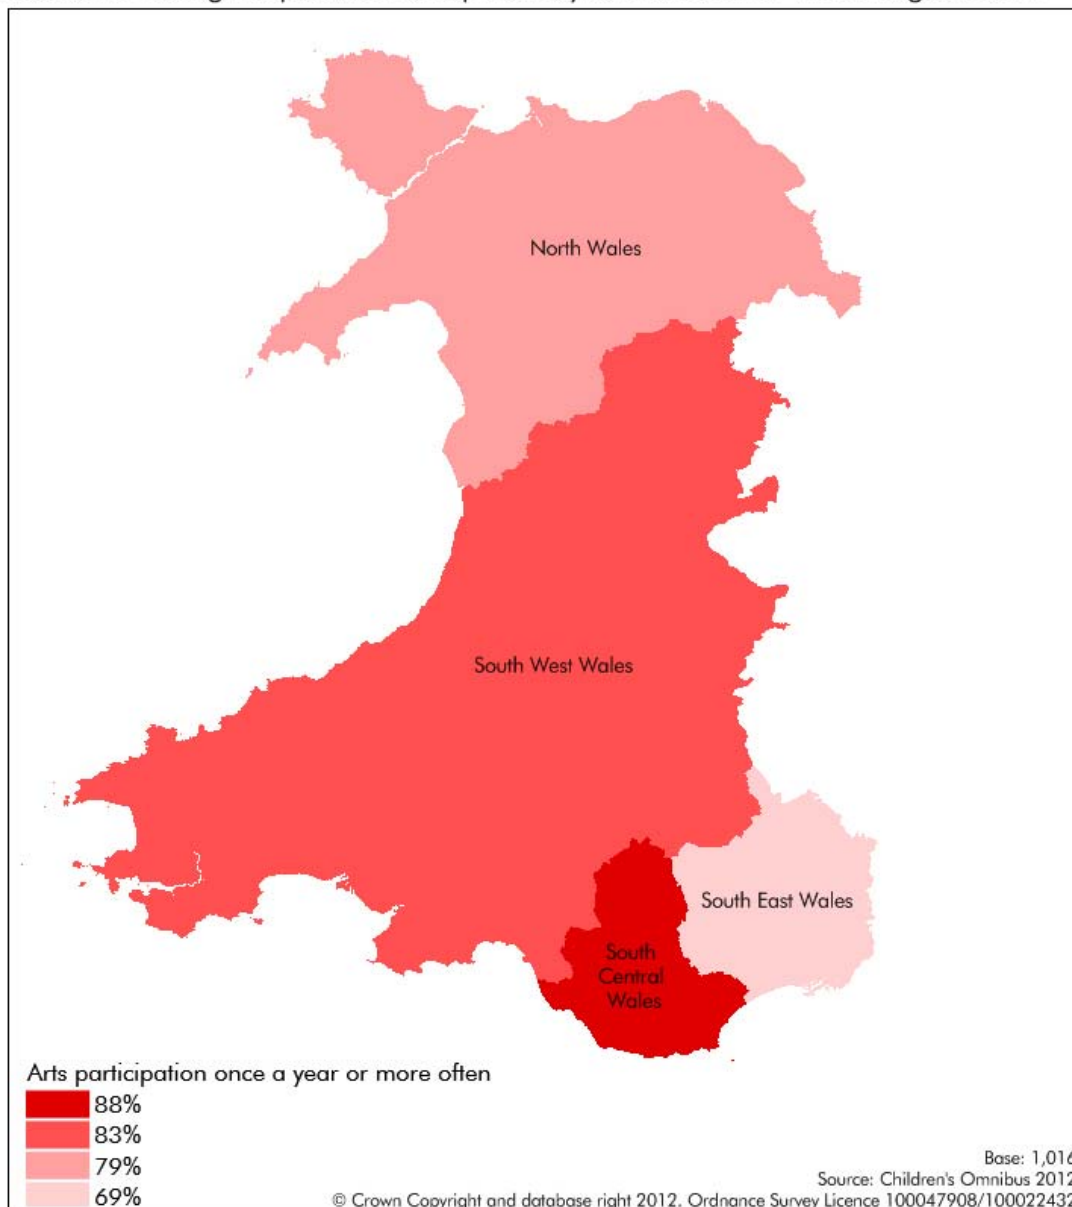 North Wales
South West Wales
South East Wales
South
Central
Wales
Arts participation once a year or more often
88%
83%
79%
69%
Base: 1,016
Source: Children's Omnibus 2012
© Crown Copyright and database right 2012. Ordnance Survey Licence 100047908/100022432